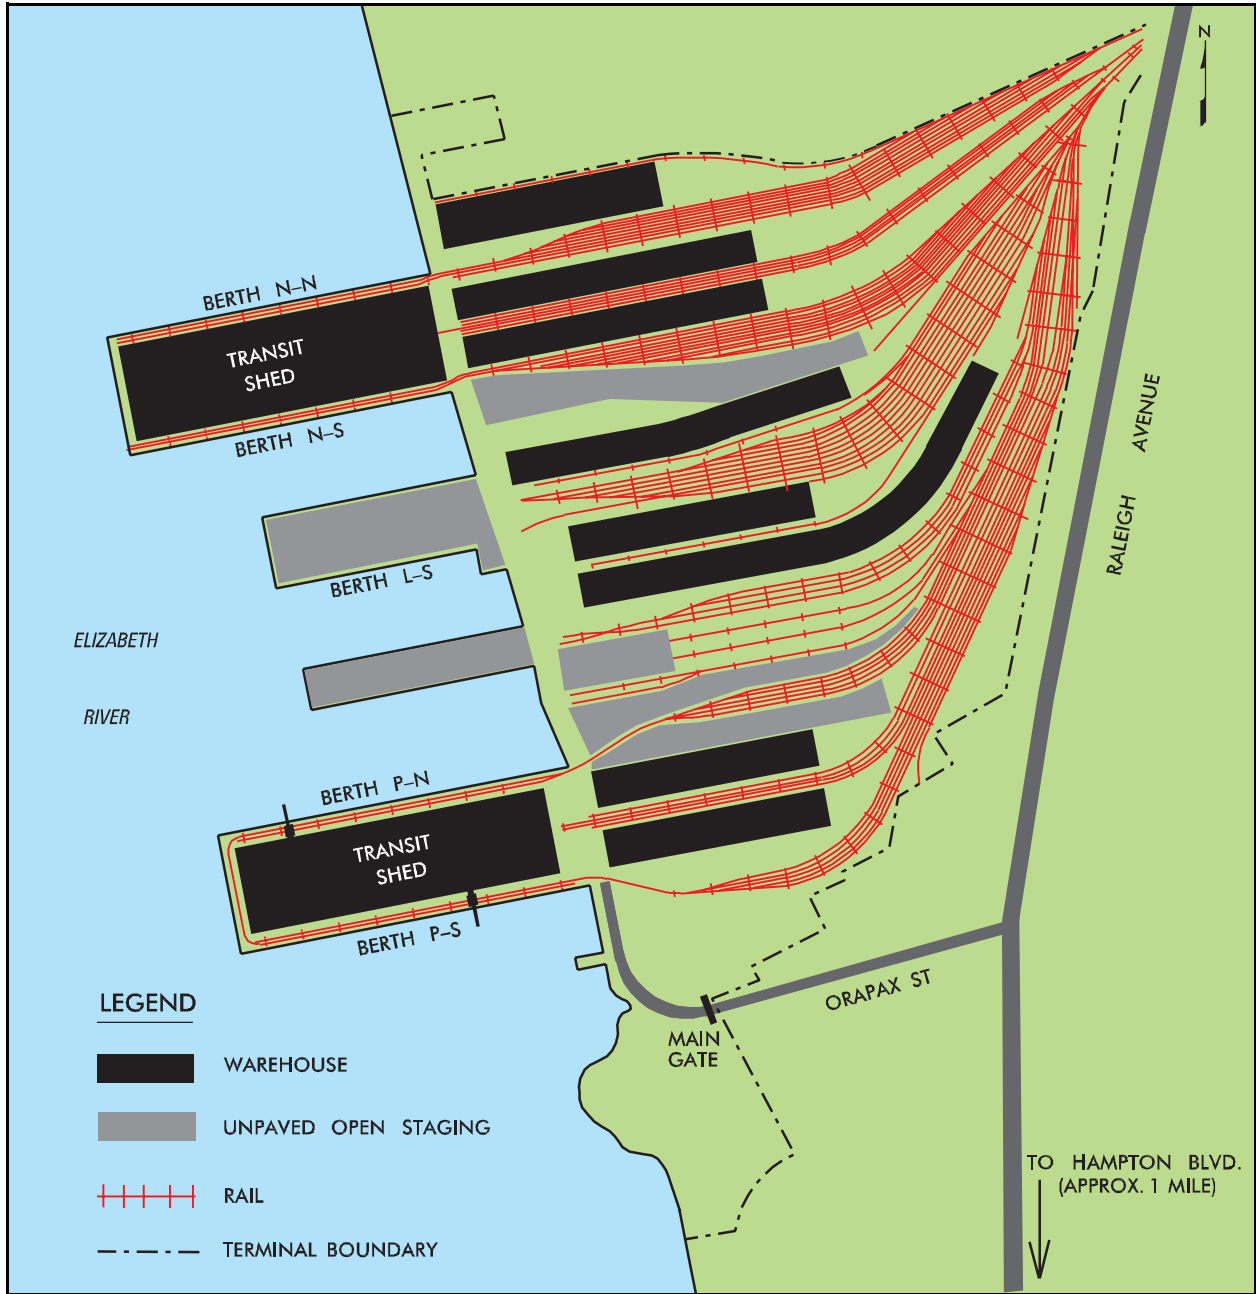 N
BERTH N–N
TRANSIT
SHED
BERTH N–S
RALEIGH AVENUE
BERTH L–S
ELIZABETH
RIVER
BERTH P–N
TRANSIT
SHED
BERTH P–S
ORAPAX ST
MAIN
GATE
LEGEND
WAREHOUSE
UNPAVED OPEN STAGING
RAIL
TERMINAL BOUNDARY
TO HAMPTON BLVD.
(APPROX. 1 MILE)